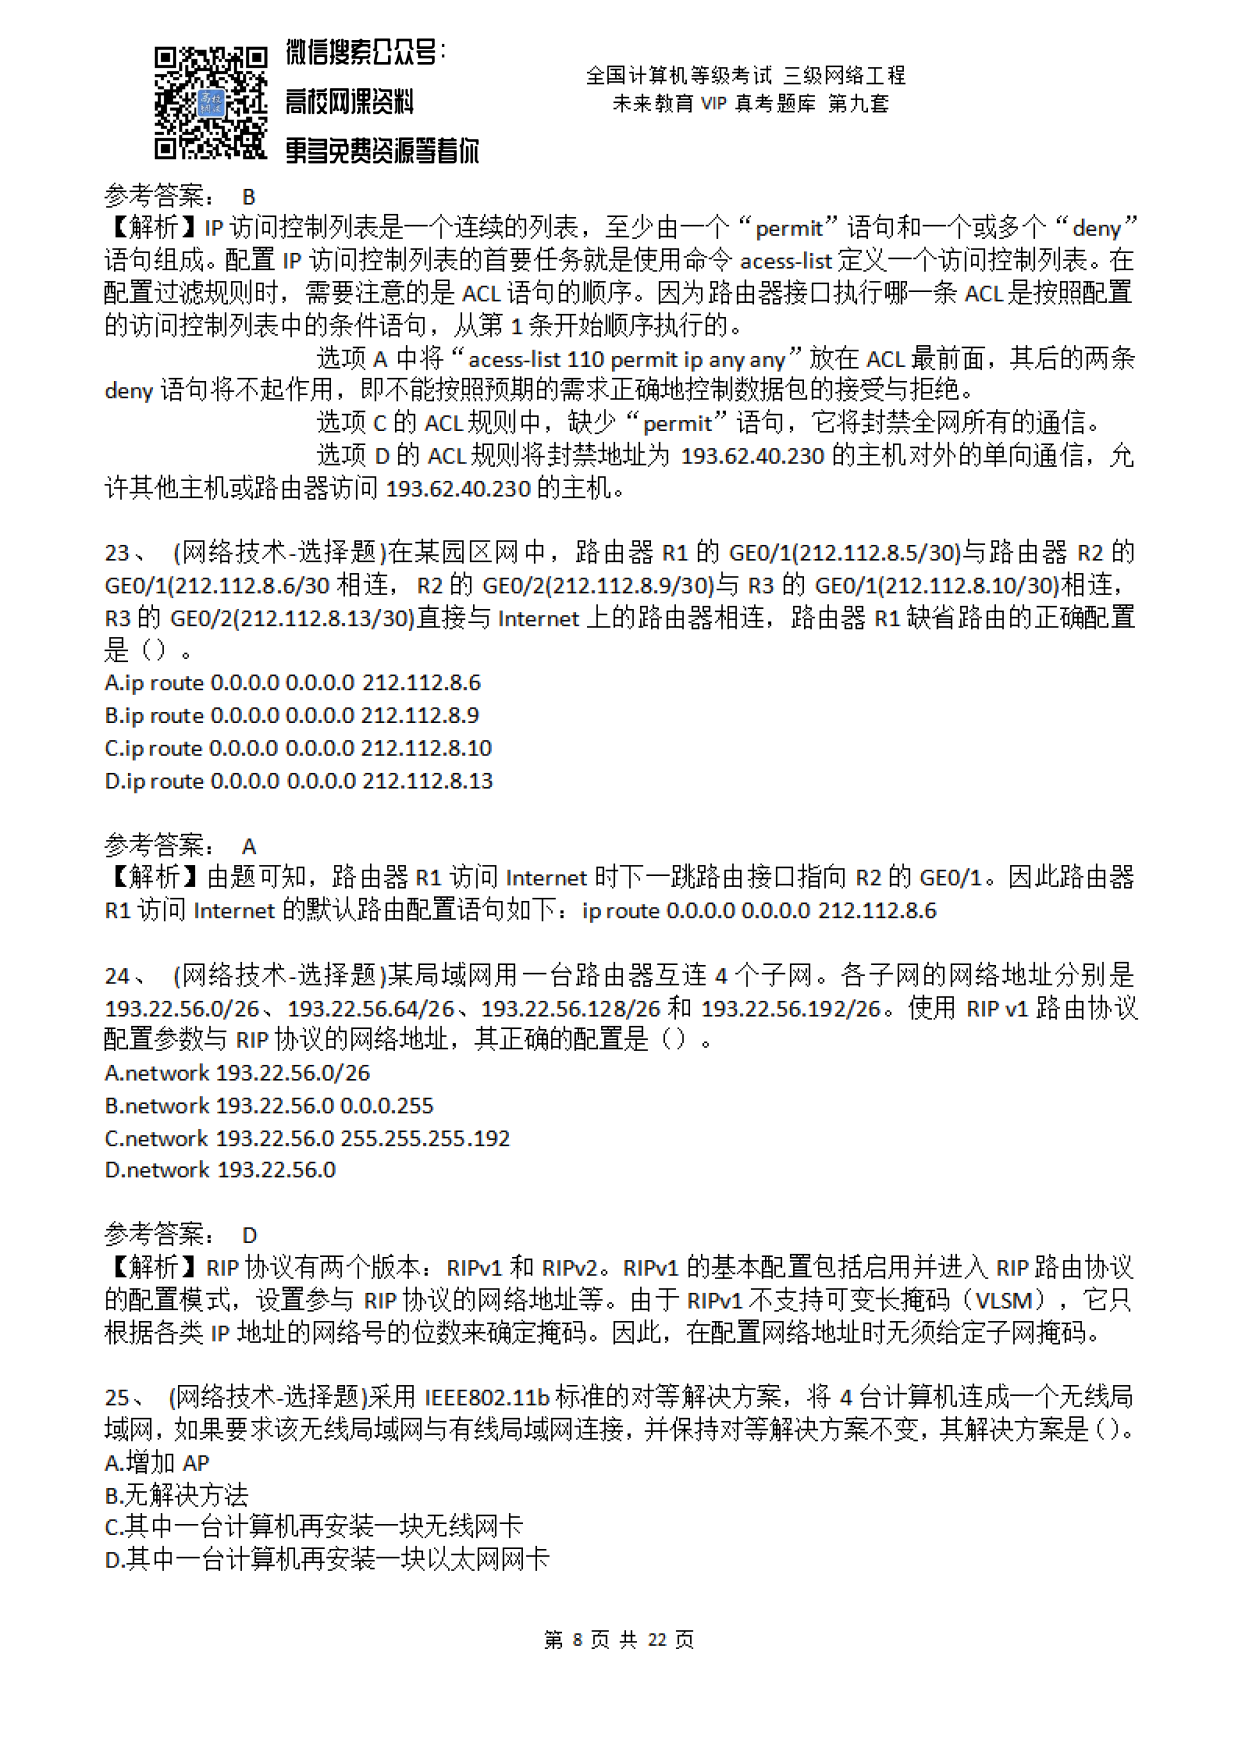 微信搜索公众号：
高校网课资料
更多免费资源等着你
全国计算机等级考试 三级网络工程
未来教育 VIP 真考题库 第九套
参考答案： B
【解析】IP 访问控制列表是一个连续的列表，至少由一个“permit”语句和一个或多个“deny”
语句组成。配置 IP 访问控制列表的首要任务就是使用命令 acess-list 定义一个访问控制列表。在
配置过滤规则时，需要注意的是 ACL 语句的顺序。因为路由器接口执行哪一条 ACL 是按照配置
的访问控制列表中的条件语句，从第 1 条开始顺序执行的。
选项 A 中将“acess-list 110 permit ip any any”放在 ACL 最前面，其后的两条
deny 语句将不起作用，即不能按照预期的需求正确地控制数据包的接受与拒绝。
选项 C 的 ACL 规则中，缺少“permit”语句，它将封禁全网所有的通信。
选项 D 的 ACL 规则将封禁地址为 193.62.40.230 的主机对外的单向通信，允
许其他主机或路由器访问 193.62.40.230 的主机。
23、 (网络技术-选择题)在某园区网中，路由器 R1 的 GE0/1(212.112.8.5/30)与路由器 R2 的
GE0/1(212.112.8.6/30 相连，R2 的 GE0/2(212.112.8.9/30)与 R3 的 GE0/1(212.112.8.10/30)相连，
R3 的 GE0/2(212.112.8.13/30)直接与 Internet 上的路由器相连，路由器 R1 缺省路由的正确配置
是（）。
A.ip route 0.0.0.0 0.0.0.0 212.112.8.6
B.ip route 0.0.0.0 0.0.0.0 212.112.8.9
C.ip route 0.0.0.0 0.0.0.0 212.112.8.10
D.ip route 0.0.0.0 0.0.0.0 212.112.8.13
参考答案： A
【解析】由题可知，路由器 R1 访问 Internet 时下一跳路由接口指向 R2 的 GE0/1。因此路由器
R1 访问 Internet 的默认路由配置语句如下：ip route 0.0.0.0 0.0.0.0 212.112.8.6
24、 (网络技术-选择题)某局域网用一台路由器互连 4 个子网。各子网的网络地址分别是
193.22.56.0/26、193.22.56.64/26、193.22.56.128/26 和 193.22.56.192/26。使用 RIP v1 路由协议
配置参数与 RIP 协议的网络地址，其正确的配置是（）。
A.network 193.22.56.0/26
B.network 193.22.56.0 0.0.0.255
C.network 193.22.56.0 255.255.255.192
D.network 193.22.56.0
参考答案： D
【解析】RIP 协议有两个版本：RIPv1 和 RIPv2。RIPv1 的基本配置包括启用并进入 RIP 路由协议
的配置模式，设置参与 RIP 协议的网络地址等。由于 RIPv1 不支持可变长掩码（VLSM），它只
根据各类 IP 地址的网络号的位数来确定掩码。因此，在配置网络地址时无须给定子网掩码。
25、 (网络技术-选择题)采用 IEEE802.11b 标准的对等解决方案，将 4 台计算机连成一个无线局
域网，如果要求该无线局域网与有线局域网连接，并保持对等解决方案不变，其解决方案是（）。
A.增加 AP
B.无解决方法
C.其中一台计算机再安装一块无线网卡
D.其中一台计算机再安装一块以太网网卡
第 8 页 共 22 页